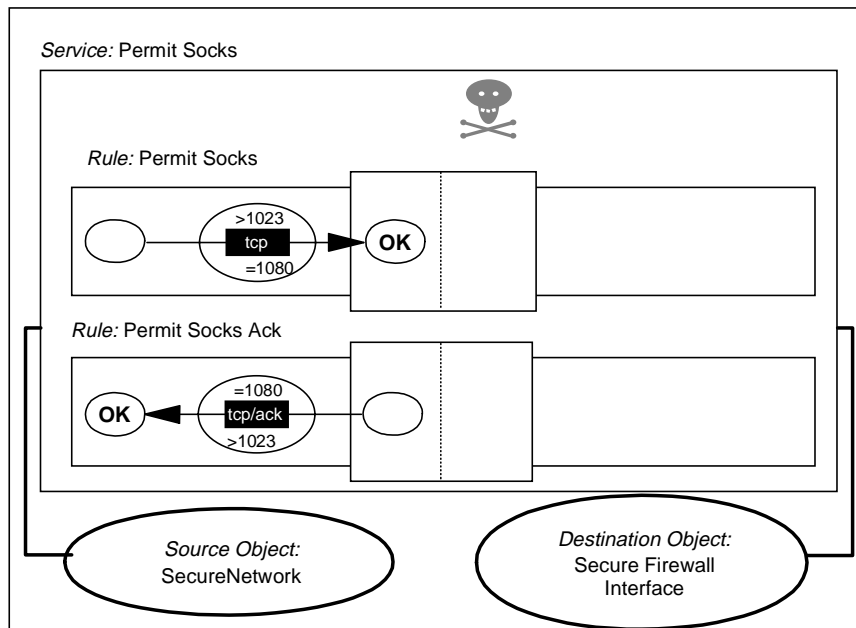 Service: Permit Socks
Rule: Permit Socks
>1023
tcp
=1080
OK
Rule: Permit Socks Ack
OK
=1080
tcp/ack
>1023
Source Object:
SecureNetwork
Destination Object:
Secure Firewall
Interface